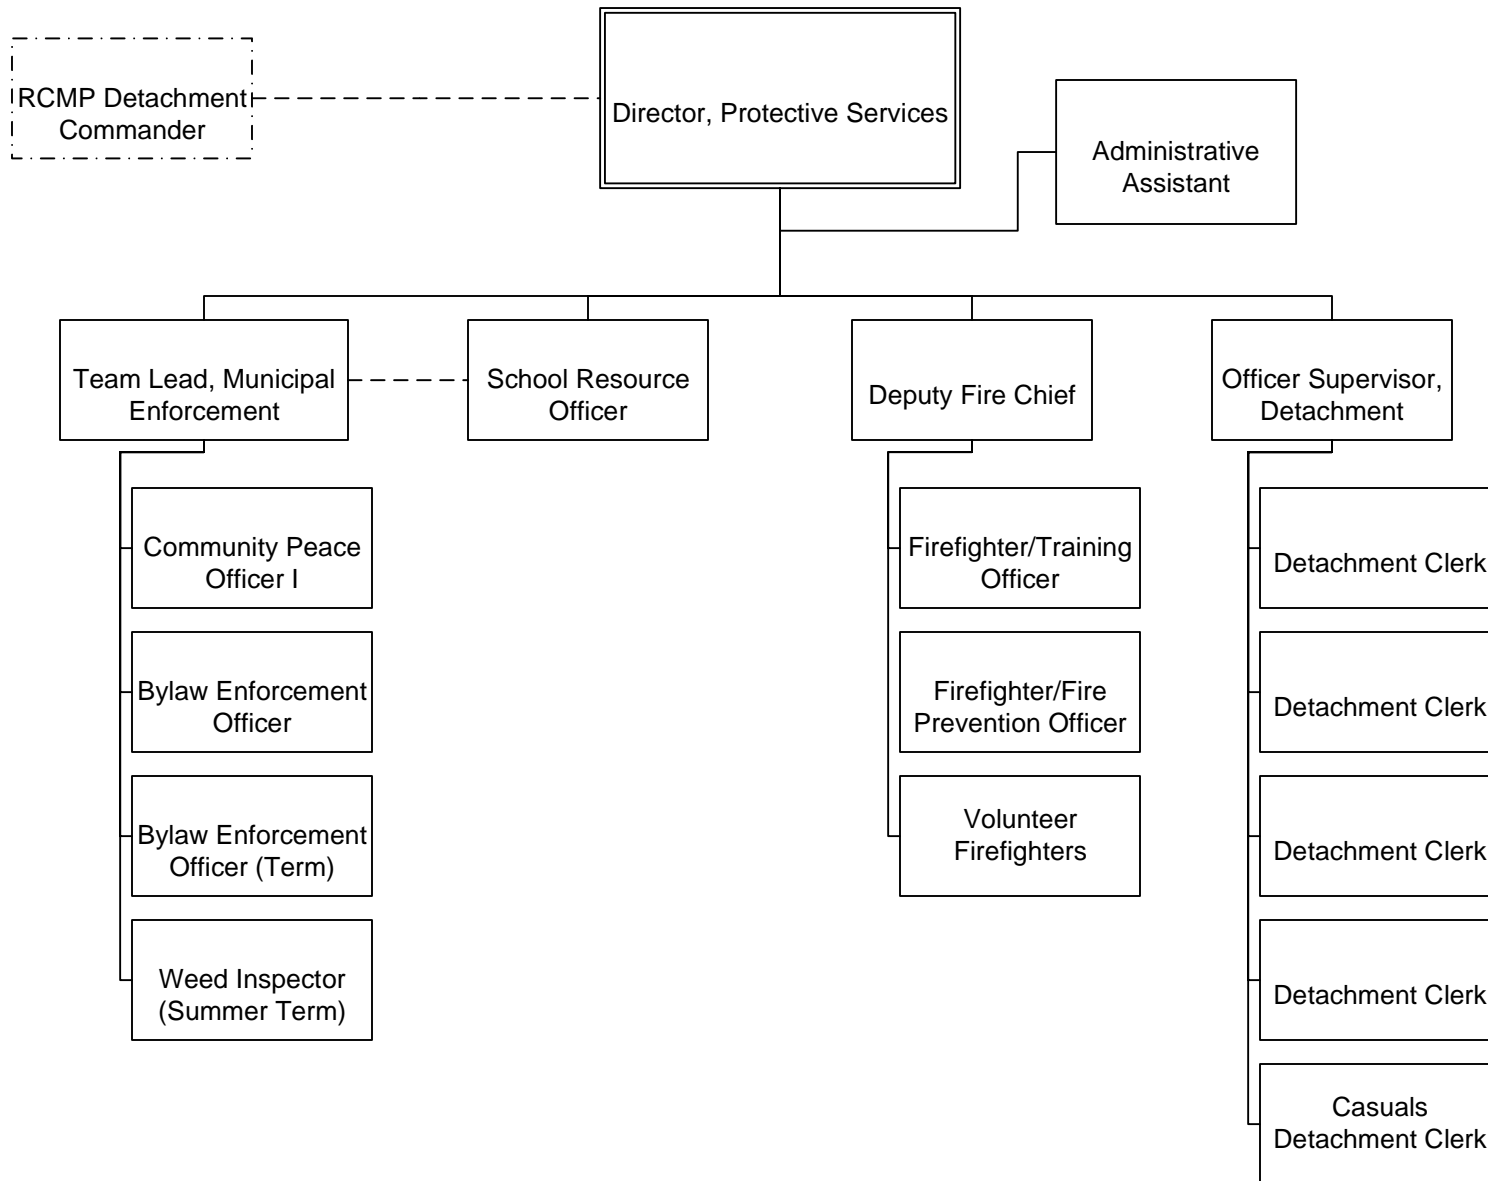 RCMP Detachment
Commander
Director, Protective Services
Administrative
Assistant
Team Lead, Municipal
Enforcement
School Resource
Officer
Deputy Fire Chief
Officer Supervisor,
Detachment
Community Peace
Officer I
Bylaw Enforcement
Officer
Bylaw Enforcement
Officer (Term)
Weed Inspector
(Summer Term)
Firefighter/Training
Officer
Firefighter/Fire
Prevention Officer
Volunteer
Firefighters
Detachment Clerk
Detachment Clerk
Detachment Clerk
Detachment Clerk
Casuals
Detachment Clerk